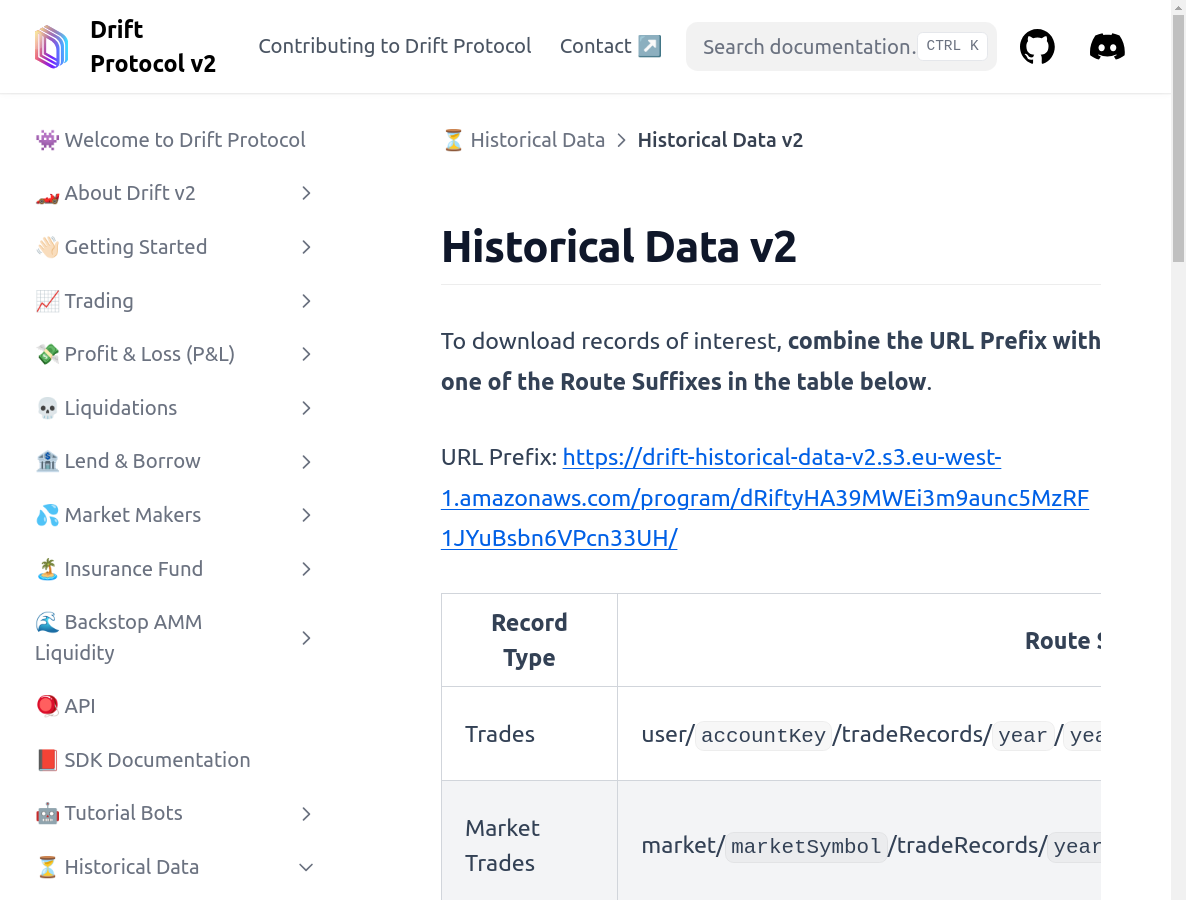 Drift
Protocol v2
Contributing to Drift Protocol
Contact ↗️
Search documentation.
CTRL K
👾 Welcome to Drift Protocol
🏎️ About Drift v2
👋🏻 Getting Started
📈 Trading
💸 Profit & Loss (P&L)
💀 Liquidations
🏦 Lend & Borrow
💦 Market Makers
🏝️ Insurance Fund
🌊 Backstop AMM
Liquidity
🪀 API
📕 SDK Documentation
🤖 Tutorial Bots
⏳ Historical Data
⏳ Historical Data > Historical Data v2
Historical Data v2
To download records of interest, combine the URL Prefix with
one of the Route Suffixes in the table below.
URL Prefix: https://drift-historical-data-v2.s3.eu-west-
1.amazonaws.com/program/dRiftyHA39MWEi3m9aunc5MzRF
1JYuBsbn6VPcn33UH/
Record
Type
Route
Trades
user/accountKey/tradeRecords/year/yea
Market
Trades
market/marketSymbol/tradeRecords/year